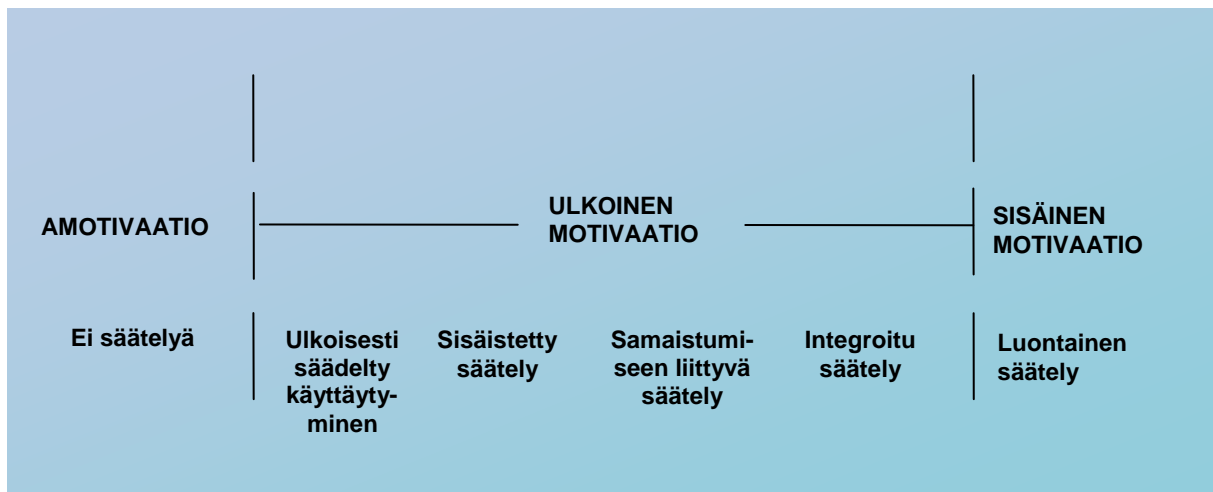 AMOTIVAATIO
ULKOINEN
MOTIVAATIO
SISÄINEN
MOTIVAATIO
Ei säätelyä
Ulkoisesti
säädelty
käyttäyty-
minen
Sisäistetty
säätely
Samaistumi-
seen liittyvä
säätely
Integroitu
säätely
Luontainen
säätely